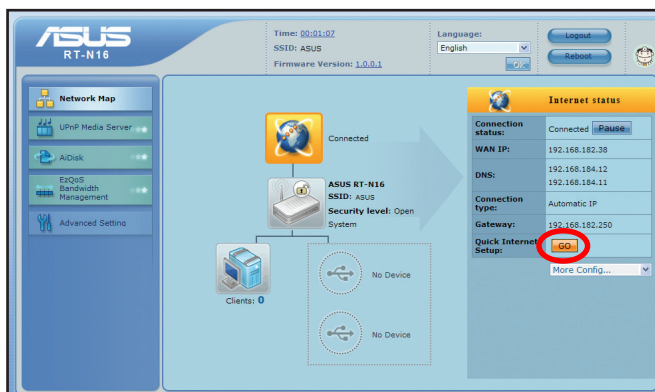 ASUS
RT-N16
Time: 00:01:07
SSID: ASUS
Firmware Version: 1.0.0.1
Language:
English
OK
Logout
Reboot
Network Map
UPnP Media Server
AiDisk
EzQoS
Bandwidth
Management
Advanced Setting
Connected
ASUS RT-N16
SSID: ASUS
Security level: Open
System
Clients: 0
No Device
No Device
Internet status
Connection
status:
Connected Pause
WAN IP: 192.168.182.38
DNS:
192.168.184.12
192.168.184.11
Connection
type:
Automatic IP
Gateway: 192.168.182.250
Quick Internet
Setup:
GO
More Config...